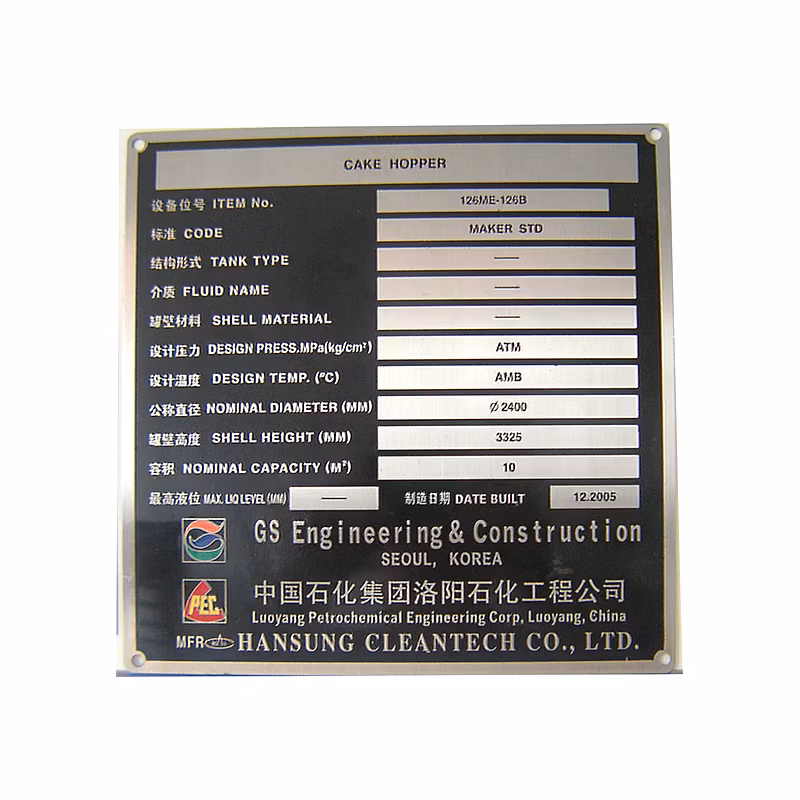 CAKE HOPPER
设备位号 ITEM No. 126ME-126B
标准 CODE MAKER STD
结构形式 TANK TYPE ——
介质 FLUID NAME ——
罐壁材料 SHELL MATERIAL ——
设计压力 DESIGN PRESS.MPa(kg/cm²) ATM
设计温度 DESIGN TEMP. (ºC) AMB
公称直径 NOMINAL DIAMETER (MM) Ø2400
罐壁高度 SHELL HEIGHT (MM) 3325
容积 NOMINAL CAPACITY (M³) 10
最高液位 MAX. LIQ LEVEL (MM) —— 制造日期 DATE BUILT 12.2005
GS Engineering & Construction
SEOUL, KOREA
PEC
中国石化集团洛阳石化工程公司
Luoyang Petrochemical Engineering Corp, Luoyang, China
MFR HANSUNG CLEANTECH CO., LTD.